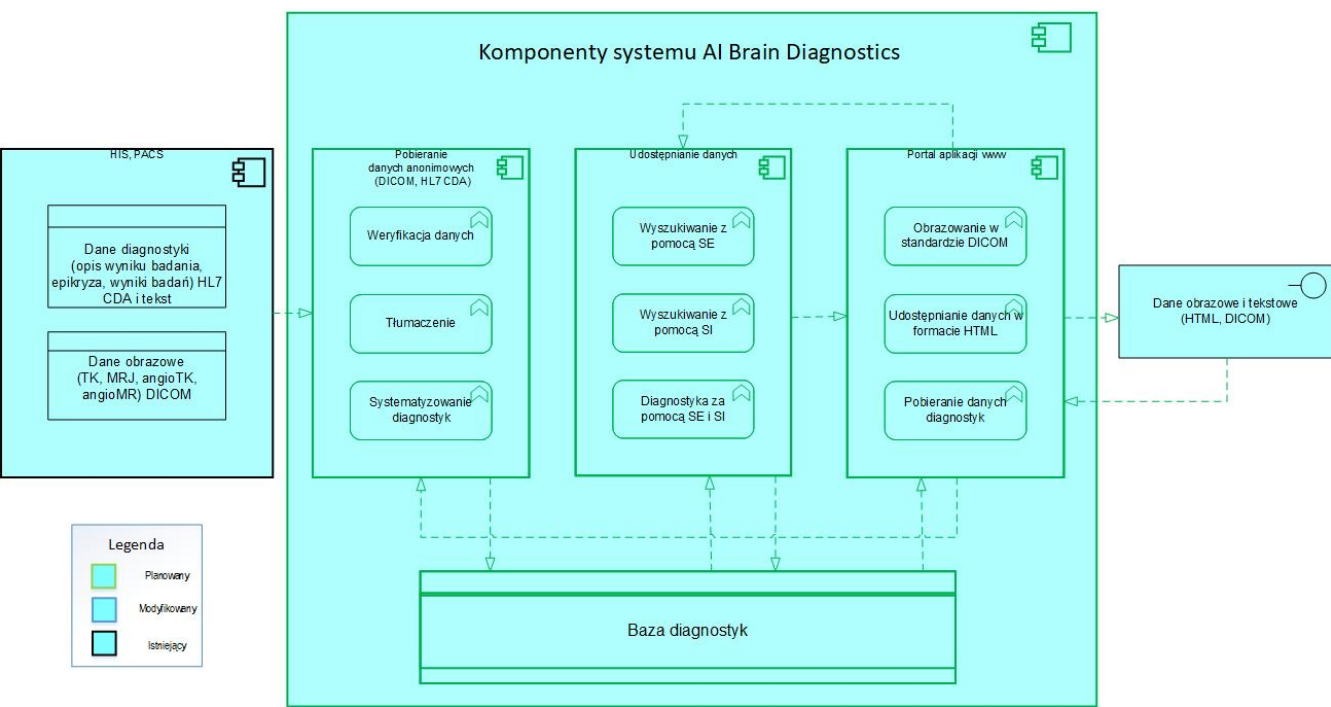 Komponenty systemu AI Brain Diagnostics
HIS, PACS
Dane diagnostyki
(opis wyniku badania,
epikryza, wyniki badań) HL7
CDA i tekst
Dane obrazowe
(TK, MRJ, angioTK,
angioMR) DICOM
Pobieranie
danych anonimowych
(DICOM, HL7 CDA)
Weryfikacja danych
Tłumaczenie
Systematyzowanie
diagnostyk
Udostępnianie danych
Wyszukiwanie z
pomocą SE
Wyszukiwanie z
pomocą SI
Diagnostyka za
pomocą SE i SI
Portal aplikacji www
Obrazowanie w
standardzie DICOM
Udostępnianie danych w
formacie HTML
Pobieranie danych
diagnostyk
Dane obrazowe i tekstowe
(HTML, DICOM)
Baza diagnostyk
Legenda
Planowany
Modyfikowany
Istniejący